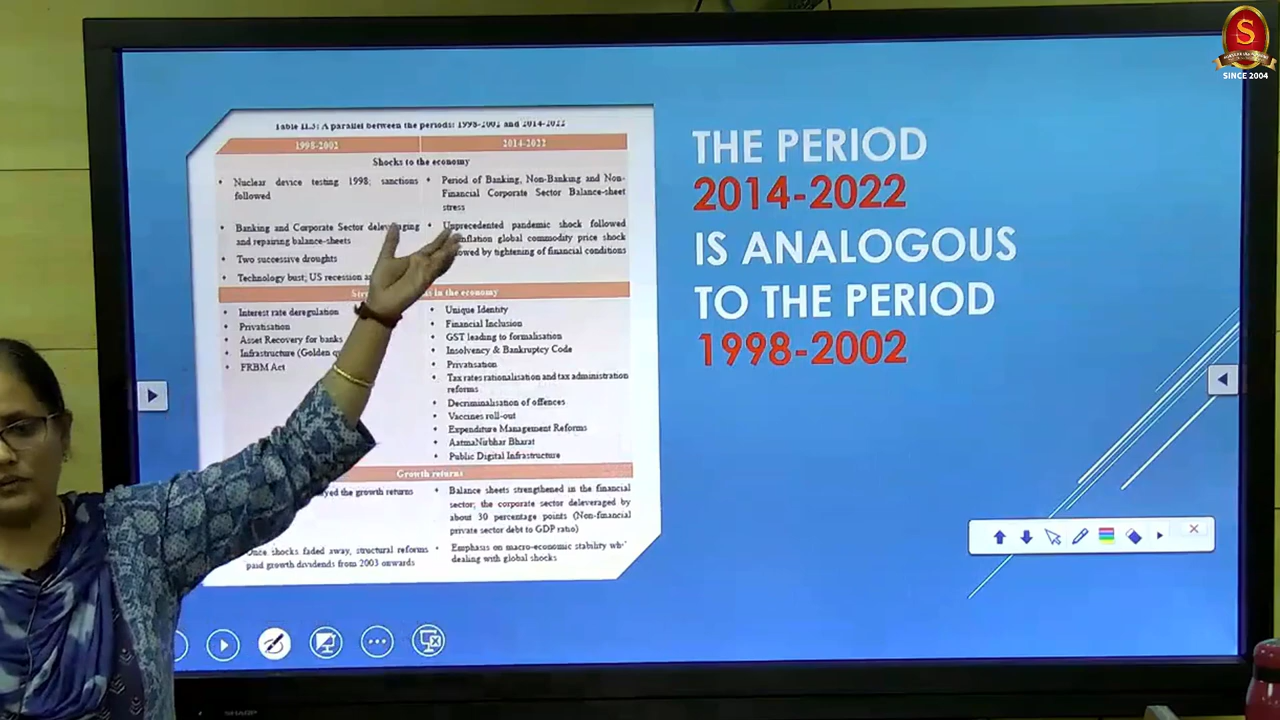 S
SINCE 2004
Table II.3: A parallel between the periods: 1998-2002 and 2014-2022
1998-2002
2014-2022
Shocks to the economy
• Nuclear device testing 1998; sanctions
followed
• Banking and Corporate Sector deleveraging
and repairing balance-sheets
• Two successive droughts
• Technology bust; US recession
• Period of Banking, Non-Banking and Non-
Financial Corporate Sector Balance-sheet
stress
• Unprecedented pandemic shock followed
inflation global commodity price shock
followed by tightening of financial conditions
in the economy
• Interest rate deregulation
• Privatisation
• Asset Recovery for banks
• Infrastructure (Golden
• FRBM Act
• Unique Identity
• Financial Inclusion
• GST leading to formalisation
• Insolvency & Bankruptcy Code
• Privatisation
• Tax rates rationalisation and tax administration
reforms
• Decriminalisation of offences
• Vaccines roll-out
• Expenditure Management Reforms
• AatmaNirbhar Bharat
• Public Digital Infrastructure
Growth returns
the growth returns
Once shocks faded away, structural reforms
paid growth dividends from 2003 onwards
• Balance sheets strengthened in the financial
sector; the corporate sector deleveraged by
about 30 percentage points (Non-financial
private sector debt to GDP ratio)
• Emphasis on macro-economic stability
dealing with global shocks
THE PERIOD
2014-2022
IS ANALOGOUS
TO THE PERIOD
1998-2002